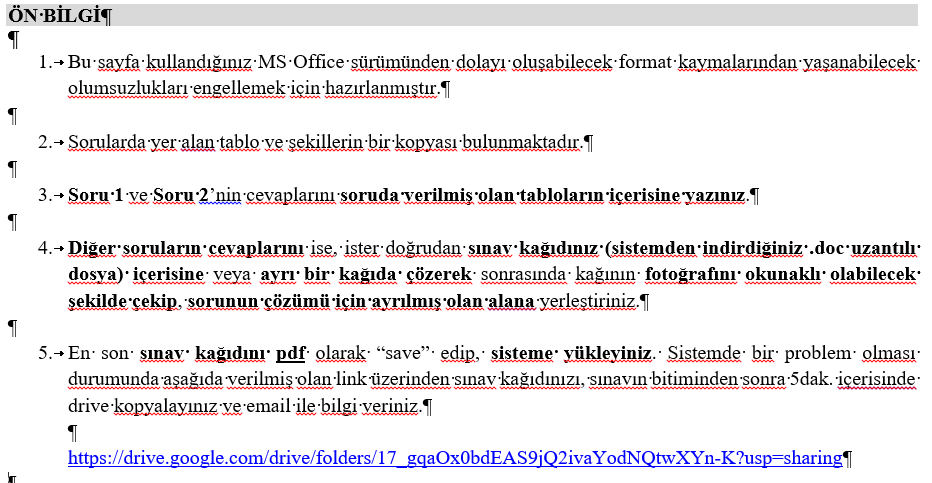 ÖN BİLGİ
1. Bu sayfa kullandığınız MS Office sürümünden dolayı oluşabilecek format kaymalarından yaşanabilecek
olumsuzlukları engellemek için hazırlanmıştır.
2. Sorularda yer alan tablo ve şekillerin bir kopyası bulunmaktadır.
3. Soru 1 ve Soru 2’nin cevaplarını soruda verilmiş olan tabloların içerisine yazınız.
4. Diğer soruların cevaplarını ise, ister doğrudan sınav kağıdınız (sistemden indirdiğiniz .doc uzantılı
dosya) içerisine veya ayrı bir kağıda çözerek sonrasında kağının fotoğrafını okunaklı olabilecek
şekilde çekip, sorunun çözümü için ayrılmış olan alana yerleştiriniz.
5. En son sınav kağıdını pdf olarak “save” edip, sisteme yükleyiniz. Sistemde bir problem olması
durumunda aşağıda verilmiş olan link üzerinden sınav kağıdınızı, sınavın bitiminden sonra 5dak. içerisinde
drive kopyalayınız ve email ile bilgi veriniz.
https://drive.google.com/drive/folders/17_gqaOx0bdEAS9jQ2ivaYodNQtwXYn-K?usp=sharing